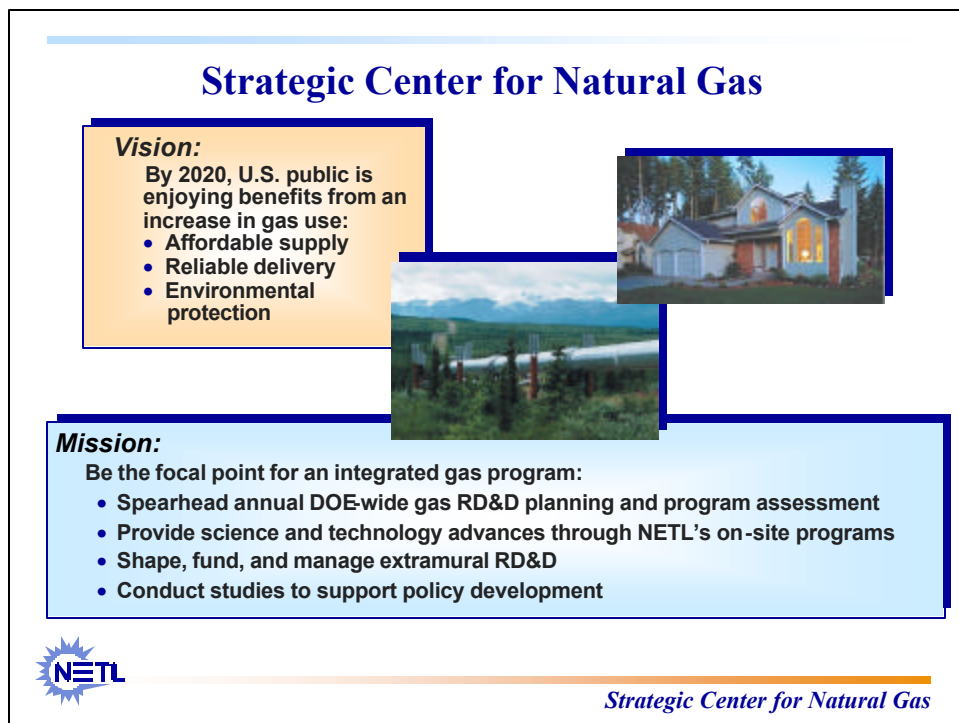 Strategic Center for Natural Gas
Vision:
By 2020, U.S. public is
enjoying benefits from an
increase in gas use:
• Affordable supply
• Reliable delivery
• Environmental
protection
Mission:
Be the focal point for an integrated gas program:
• Spearhead annual DOE-wide gas RD&D planning and program assessment
• Provide science and technology advances through NETL's on-site programs
• Shape, fund, and manage extramural RD&D
• Conduct studies to support policy development
NETL
Strategic Center for Natural Gas